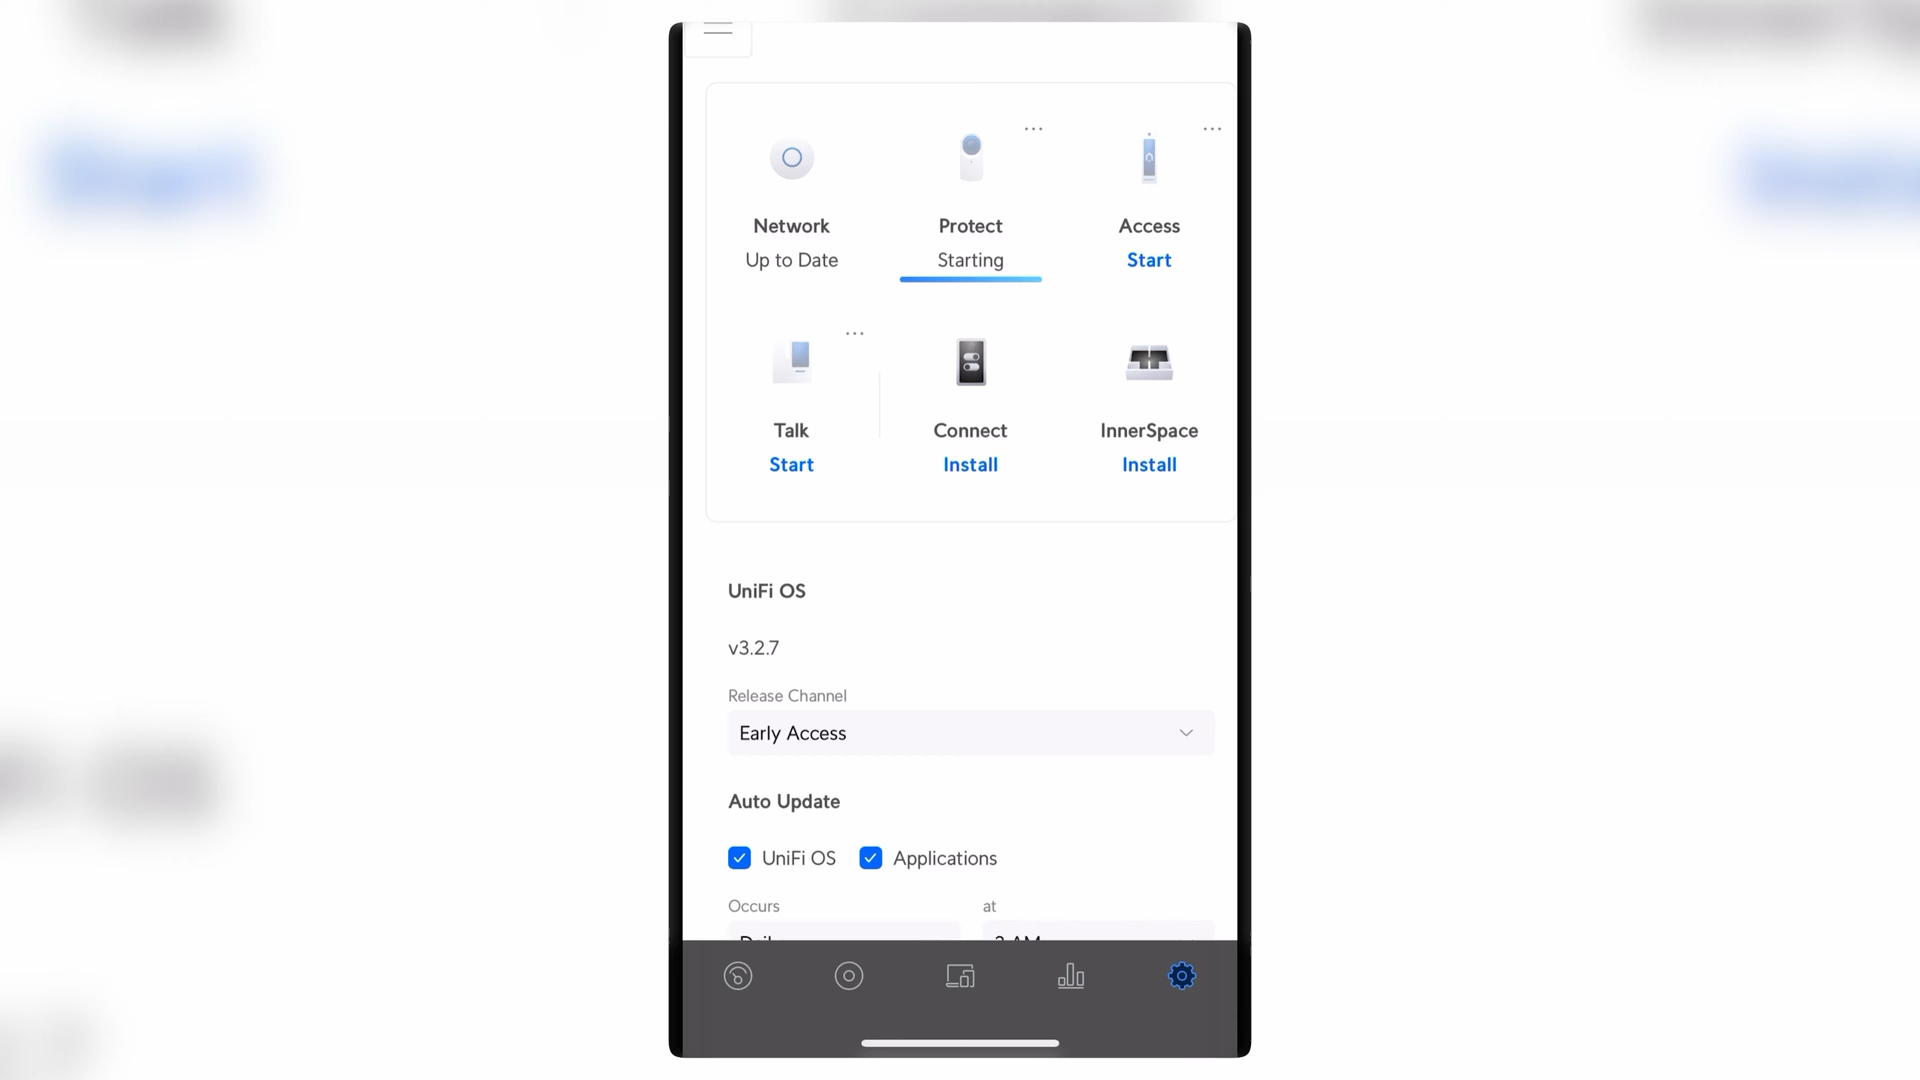 Network Protect Access
Up to Date Starting Start
Talk Connect InnerSpace
Start Install Install
UniFi OS
v3.2.7
Release Channel
Early Access
Auto Update
UniFi OS Applications
Occurs at